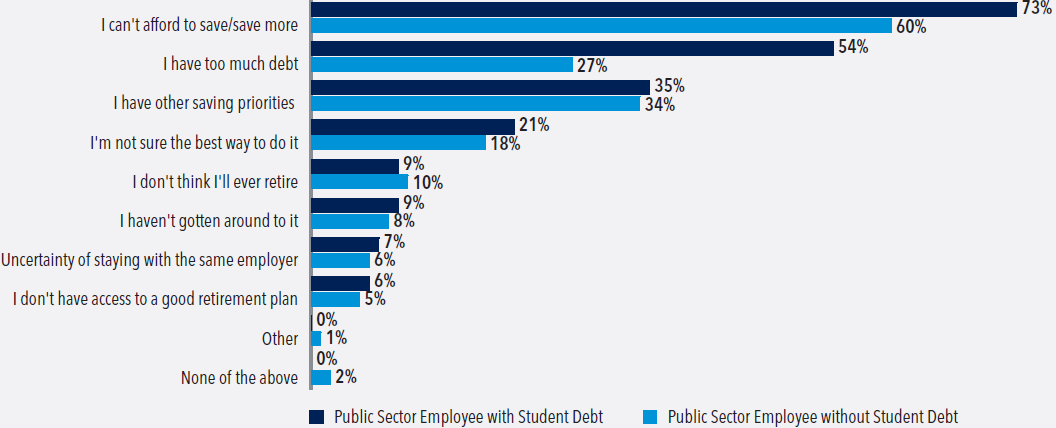 73%
I can't afford to save/save more
60%
54%
I have too much debt
27%
35%
I have other saving priorities
34%
21%
I'm not sure the best way to do it
18%
9%
I don't think I'll ever retire
10%
9%
I haven't gotten around to it
8%
7%
Uncertainty of staying with the same employer
6%
6%
I don't have access to a good retirement plan
5%
0%
Other
1%
0%
None of the above
2%
Public Sector Employee with Student Debt
Public Sector Employee without Student Debt